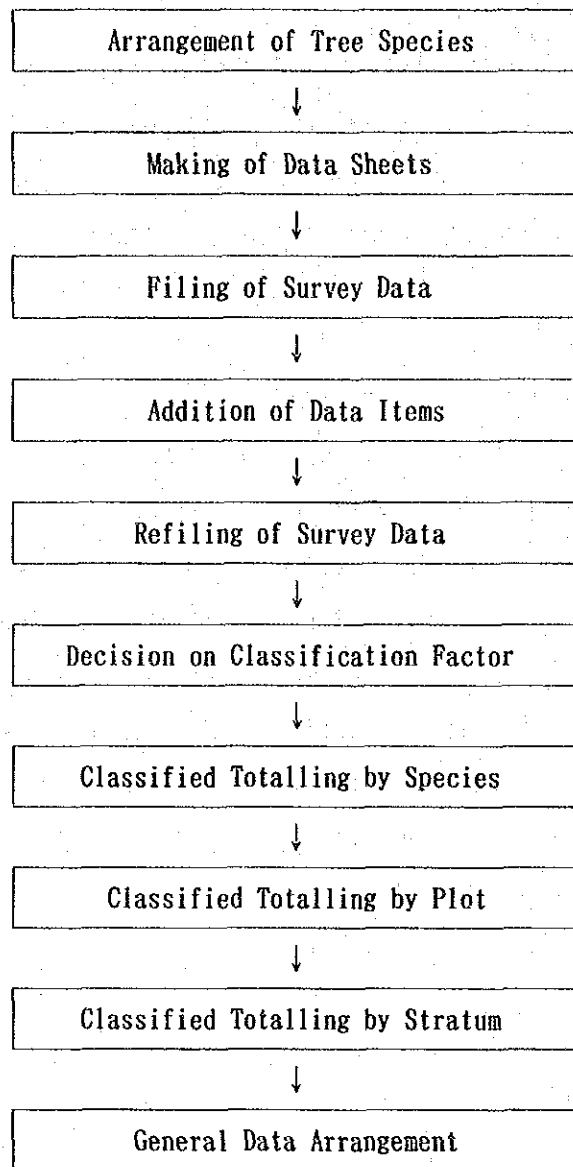 Arrangement of Tree Species
↓
Making of Data Sheets
↓
Filing of Survey Data
↓
Addition of Data Items
↓
Refiling of Survey Data
↓
Decision on Classification Factor
↓
Classified Totalling by Species
↓
Classified Totalling by Plot
↓
Classified Totalling by Stratum
↓
General Data Arrangement